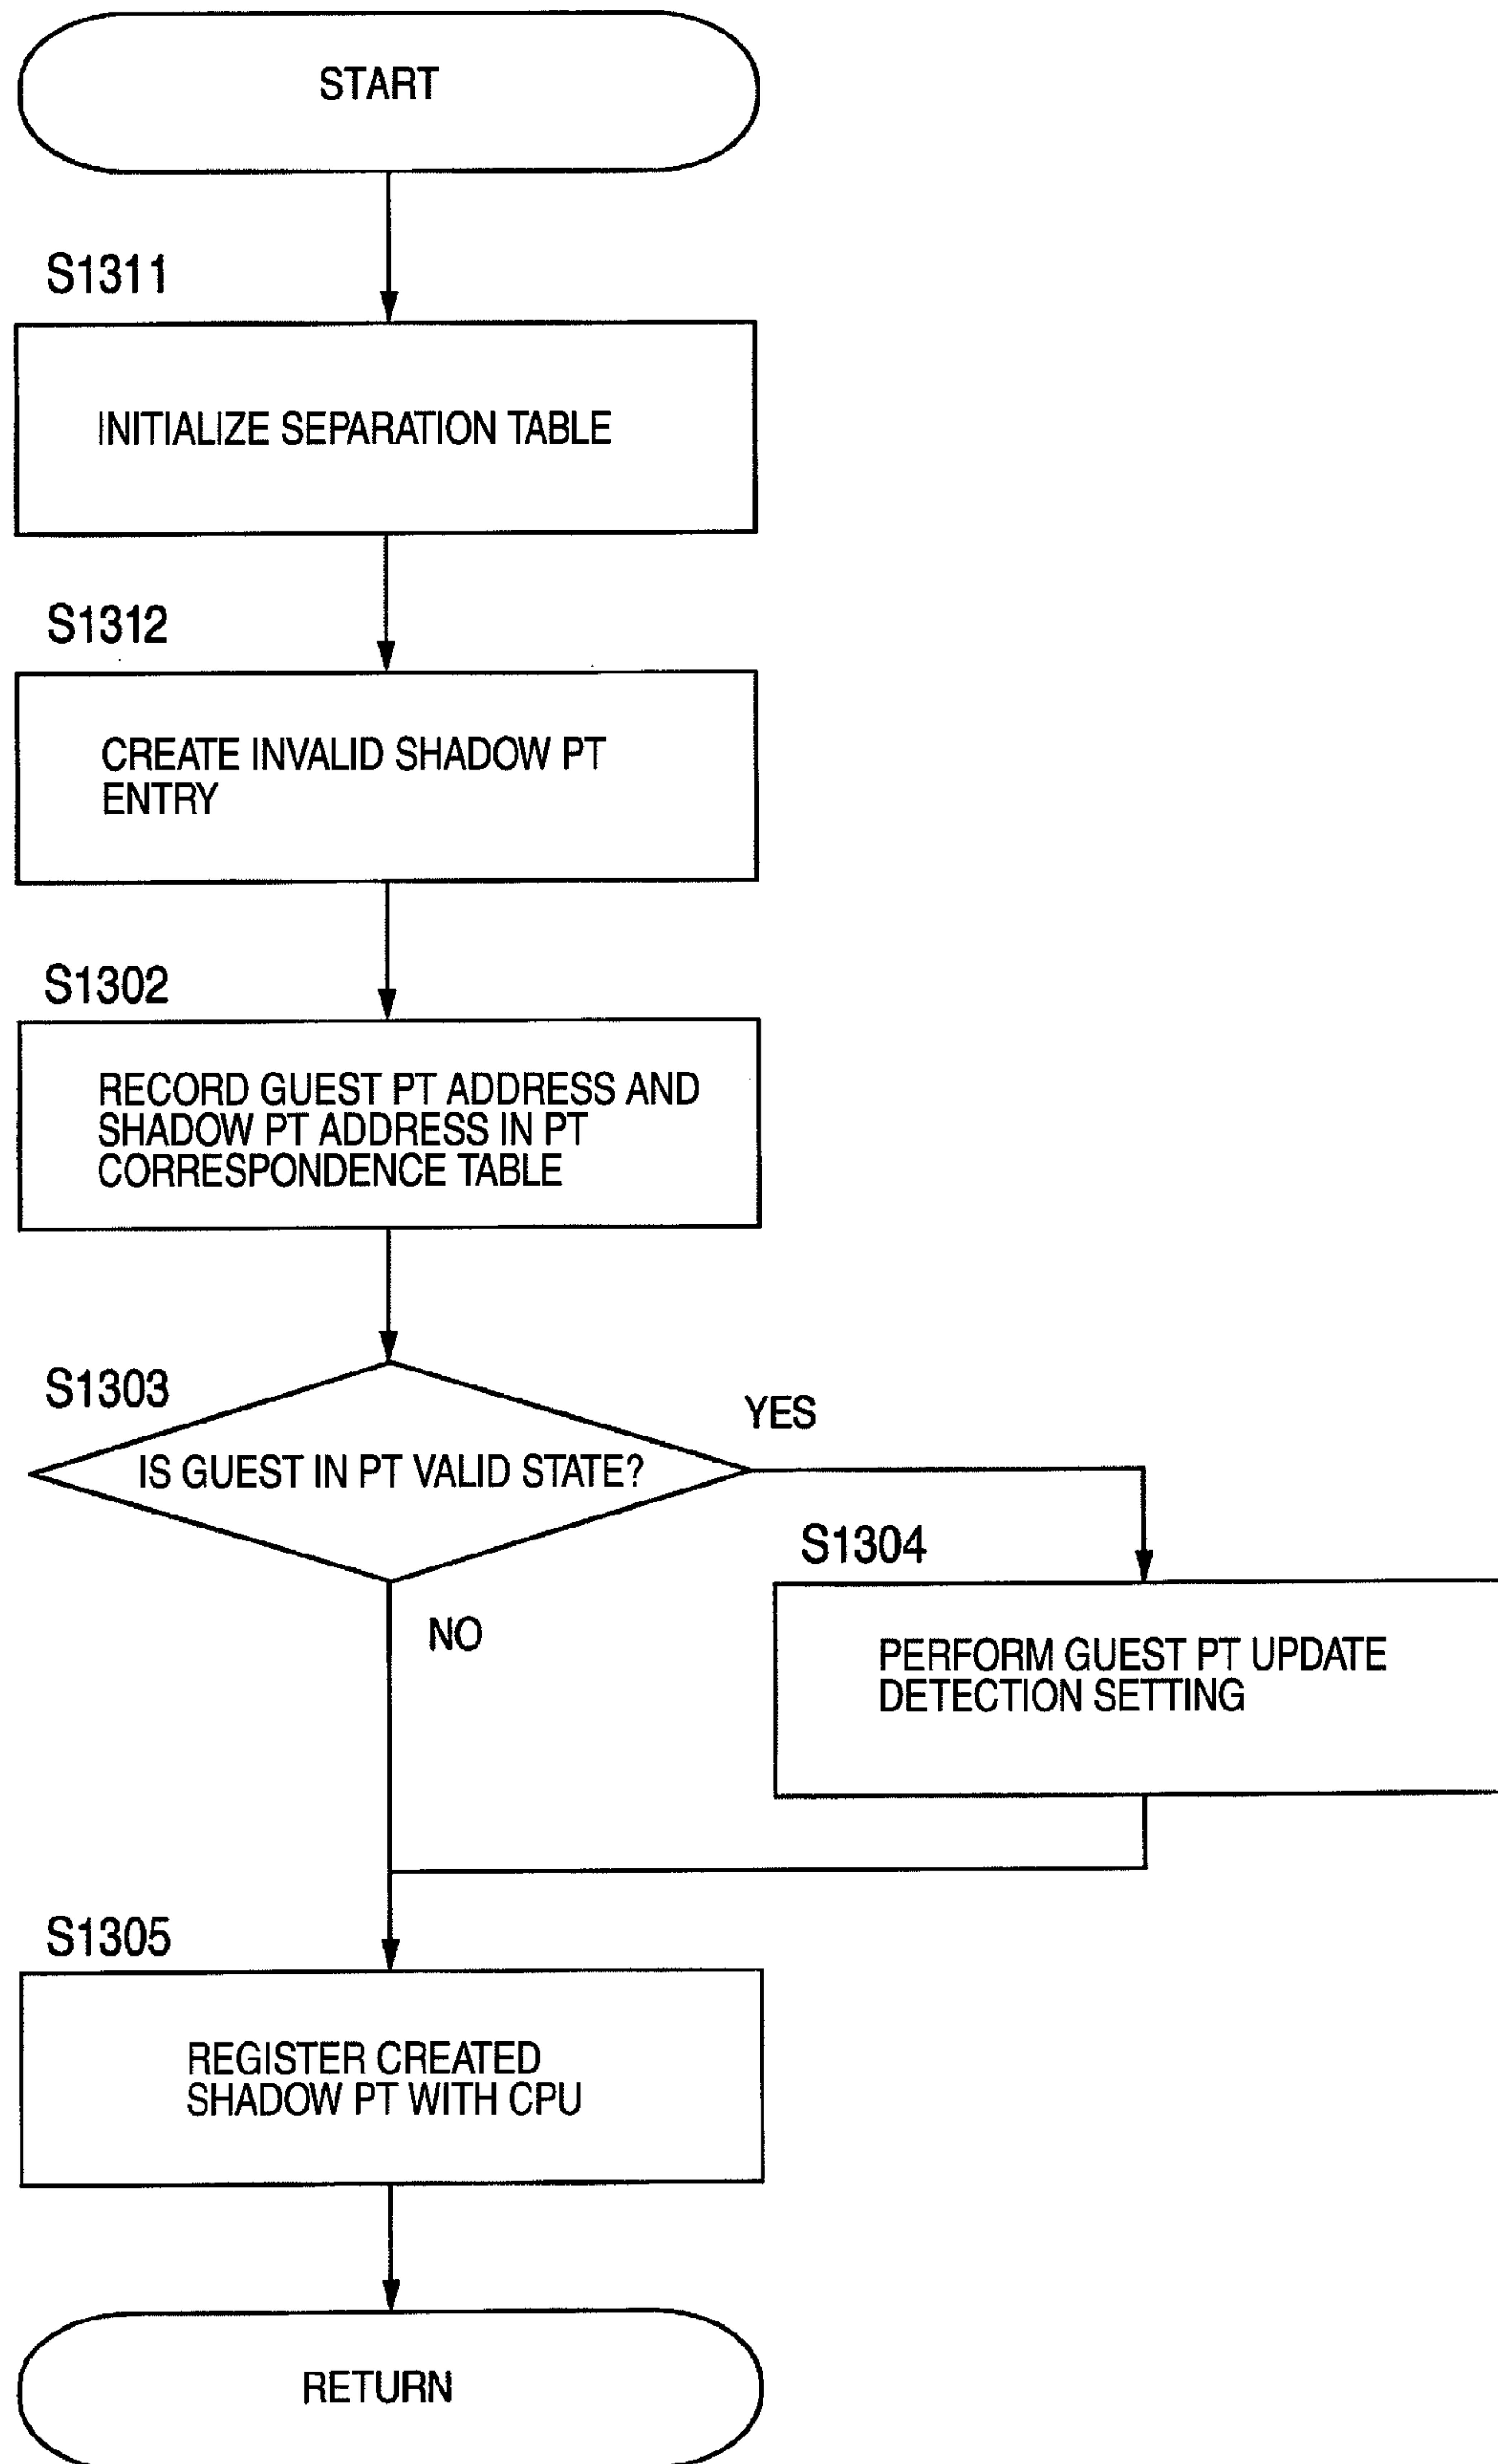 START
S1311
INITIALIZE SEPARATION TABLE
S1312
CREATE INVALID SHADOW PT
ENTRY
S1302
RECORD GUEST PT ADDRESS AND
SHADOW PT ADDRESS IN PT
CORRESPONDENCE TABLE
S1303
IS GUEST IN PT VALID STATE?
YES
NO
S1304
PERFORM GUEST PT UPDATE
DETECTION SETTING
S1305
REGISTER CREATED
SHADOW PT WITH CPU
RETURN